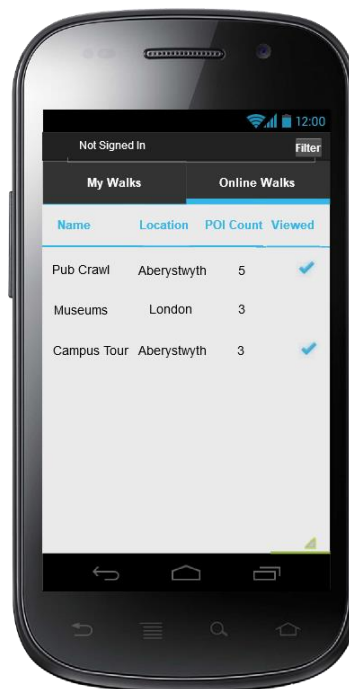 12:00
Not Signed In Filter
My Walks Online Walks
Name Location POI Count Viewed
Pub Crawl Aberystwyth 5
Museums London 3
Campus Tour Aberystwyth 3